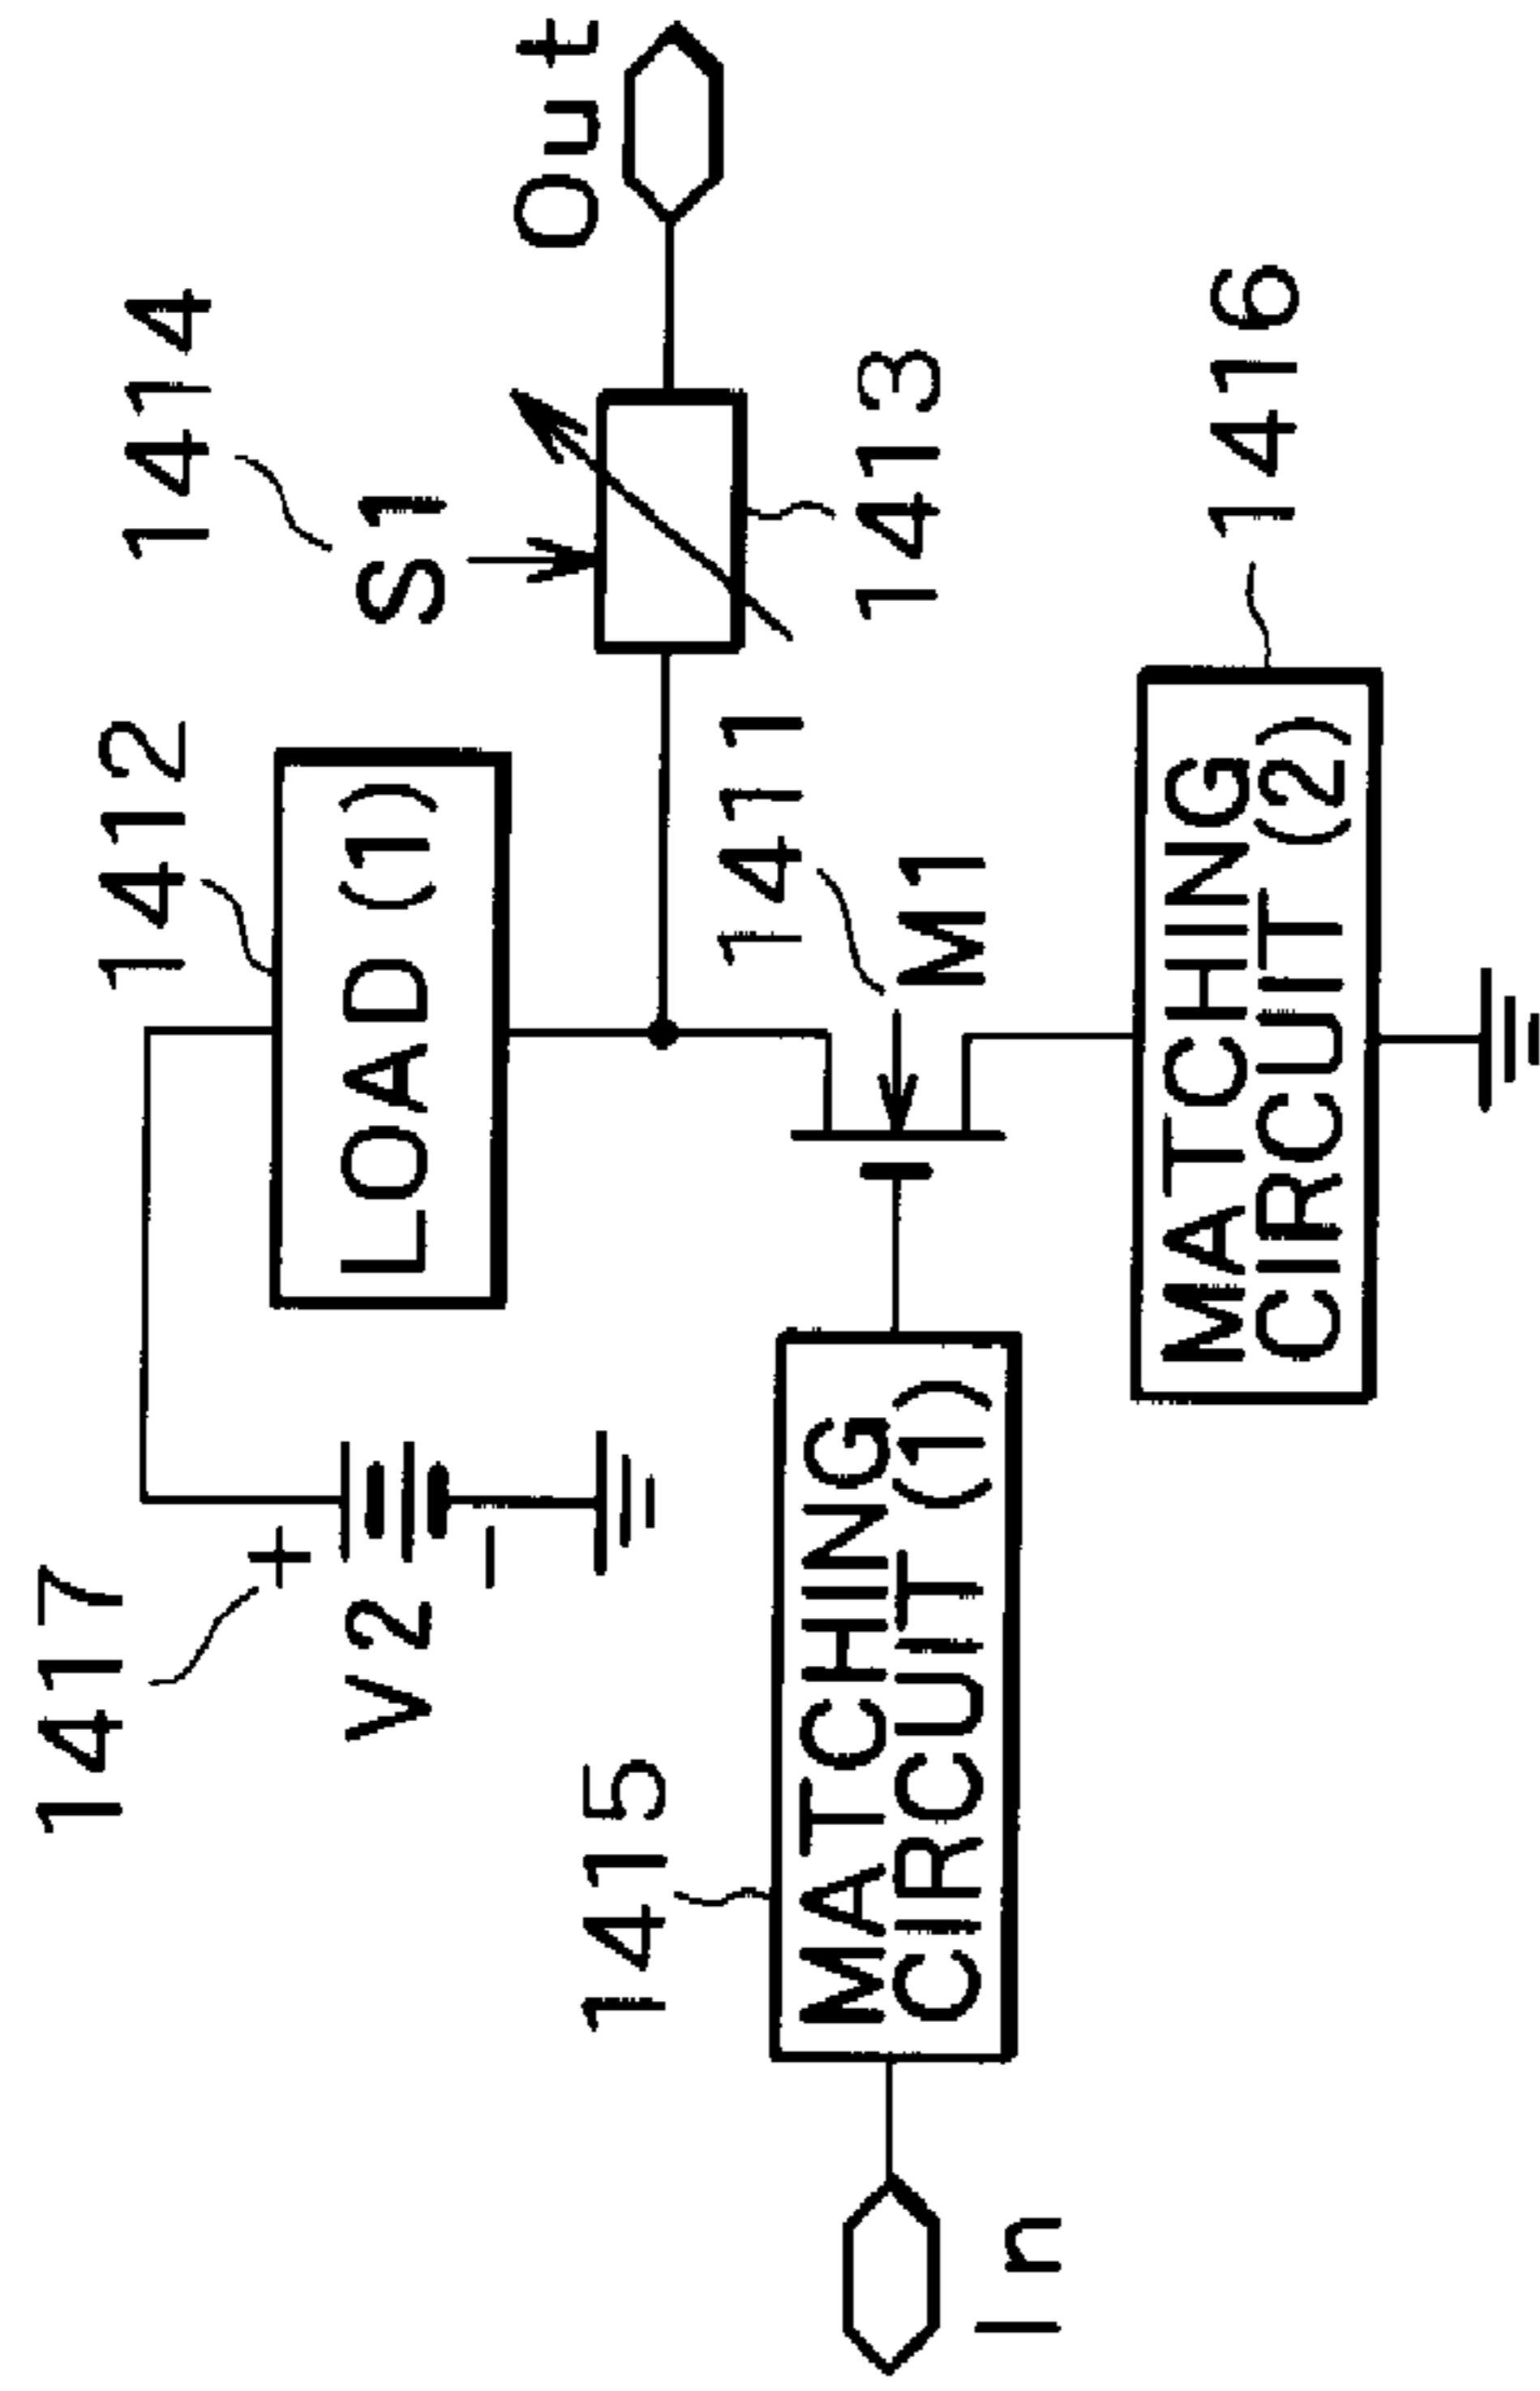 1417
1412
1414
+
V2
−
LOAD (1)
S1
Out
1415
1411
1413
M1
MATCHING
CIRCUIT (1)
In
1416
MATCHING
CIRCUIT (2)